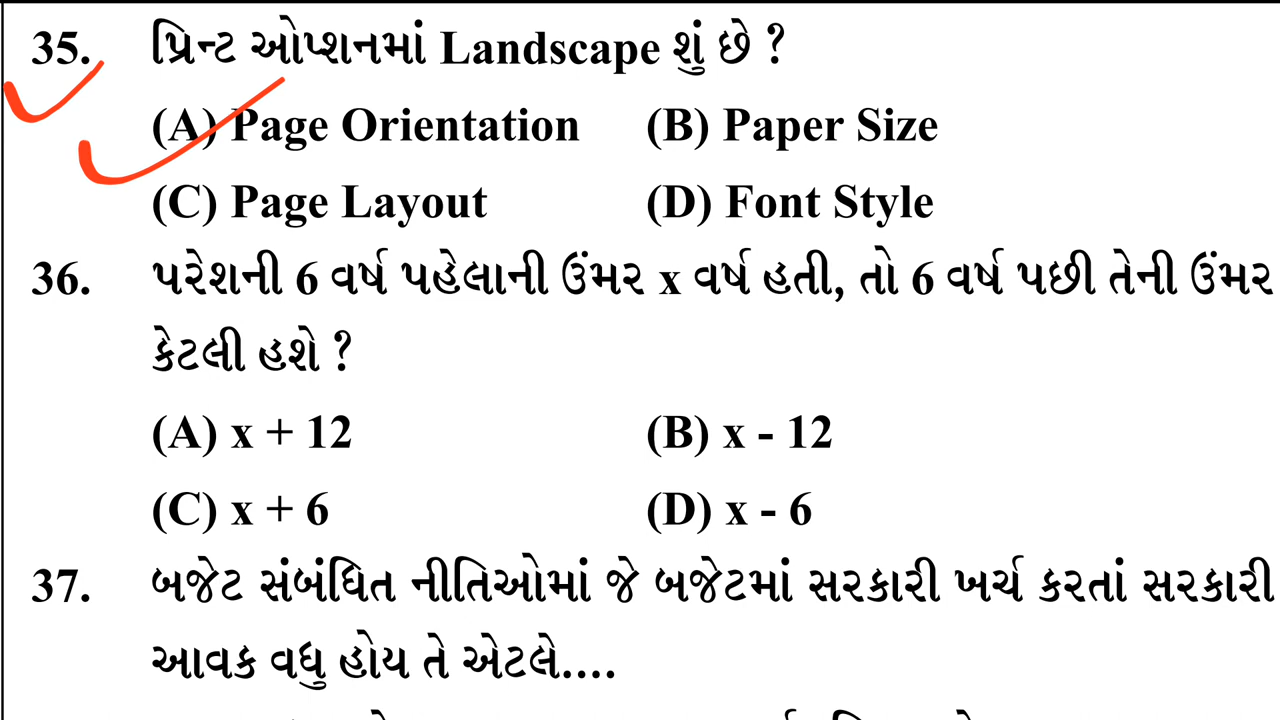 35. પ્રિન્ટ ઓપ્શનમાં Landscape શું છે ?
(A) Page Orientation (B) Paper Size
(C) Page Layout (D) Font Style
36. પરેશની 6 વર્ષ પહેલાની ઉંમર x વર્ષ હતી, તો 6 વર્ષ પછી તેની ઉંમર
કેટલી હશે ?
(A) x + 12 (B) x - 12
(C) x + 6 (D) x - 6
37. બજેટ સંબંધિત નીતિઓમાં જે બજેટમાં સરકારી ખર્ચ કરતાં સરકારી
આવક વધુ હોય તે એટલે....